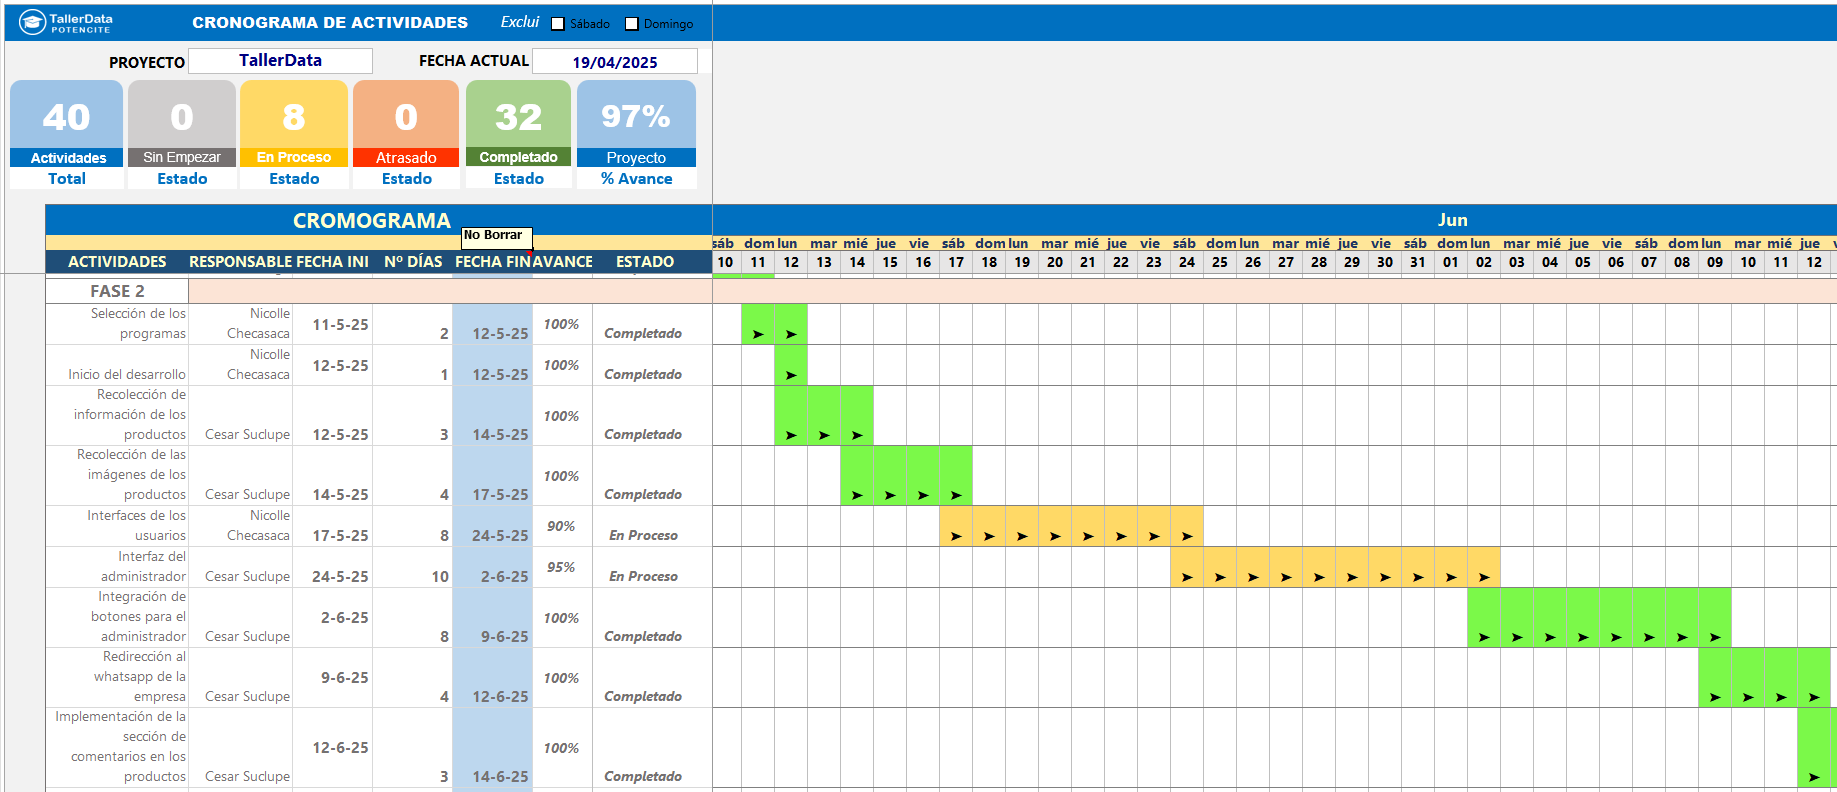 TallerData
POTENCITE
CRONOGRAMA DE ACTIVIDADES Exclui Sábado Domingo
PROYECTO TallerData FECHA ACTUAL 19/04/2025
40 0 8 0 32 97%
Actividades Sin Empezar En Proceso Atrasado Completado Proyecto
Total Estado Estado Estado Estado % Avance
CROMOGRAMA Jun
No Borrar
sáb dom lun mar mié jue vie sáb dom lun mar mié jue vie sáb dom lun mar mié jue vie sáb dom lun mar mié jue vie sáb dom lun mar mié jue
ACTIVIDADES RESPONSABLE FECHA INI Nº DÍAS FECHA FIN AVANCE ESTADO 10 11 12 13 14 15 16 17 18 19 20 21 22 23 24 25 26 27 28 29 30 31 01 02 03 04 05 06 07 08 09 10 11 12
FASE 2
Selección de los
programas
Nicolle
Checasaca
11-5-25 2 12-5-25 100% Completado
Inicio del desarrollo
Nicolle
Checasaca
12-5-25 1 12-5-25 100% Completado
Recolección de
información de los
productos
Cesar Suclupe 12-5-25 3 14-5-25 100% Completado
Recolección de las
imágenes de los
productos
Cesar Suclupe 14-5-25 4 17-5-25 100% Completado
Interfaces de los
usuarios
Nicolle
Checasaca
17-5-25 8 24-5-25 90% En Proceso
Interfaz del
administrador
Cesar Suclupe 24-5-25 10 2-6-25 95% En Proceso
Integración de
botones para el
administrador
Cesar Suclupe 2-6-25 8 9-6-25 100% Completado
Redirección al
whatsapp de la
empresa
Cesar Suclupe 9-6-25 4 12-6-25 100% Completado
Implementación de la
sección de
comentarios en los
productos
Cesar Suclupe 12-6-25 3 14-6-25 100% Completado